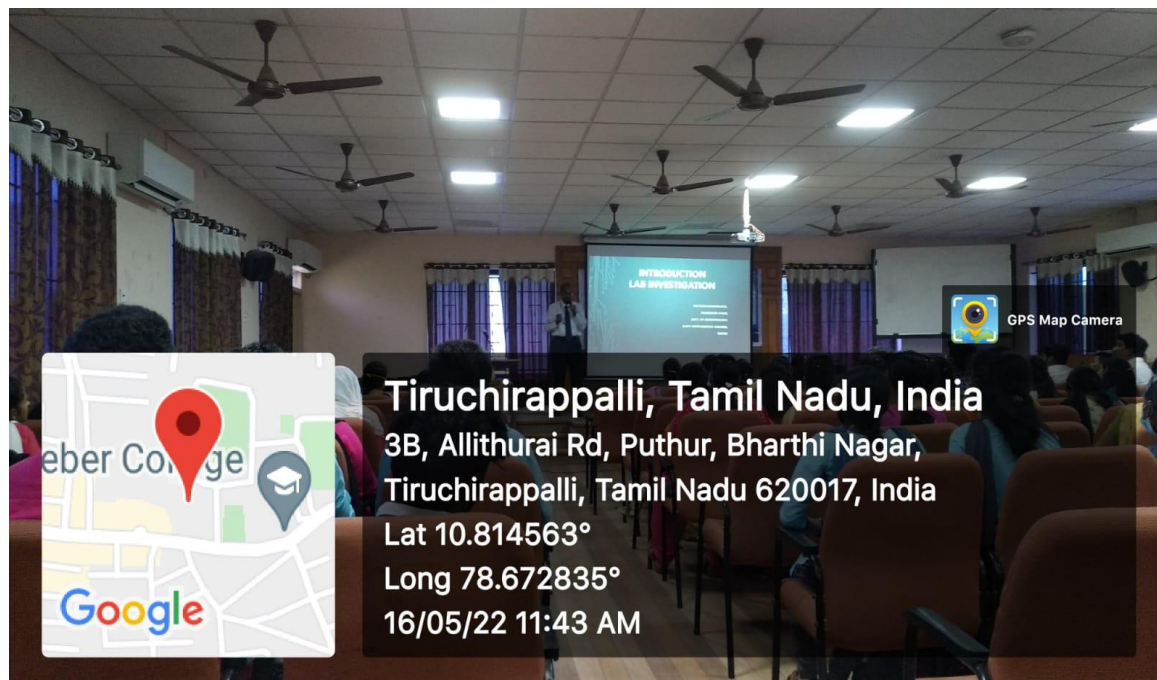 INTRODUCTION
LAB INVESTIGATION
GPS Map Camera
eber College
Google
Tiruchirappalli, Tamil Nadu, India
3B, Allithurai Rd, Puthur, Bharthi Nagar,
Tiruchirappalli, Tamil Nadu 620017, India
Lat 10.814563°
Long 78.672835°
16/05/22 11:43 AM